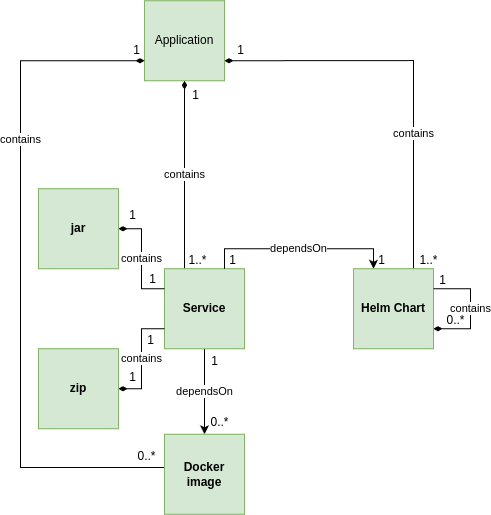 Application
1
1
1
contains
contains
contains
jar
1
contains
1
1..*
1
dependsOn
1
1..*
Service
Helm Chart
1
contains
0..*
1
contains
1
zip
1
dependsOn
0..*
0..*
Docker
image